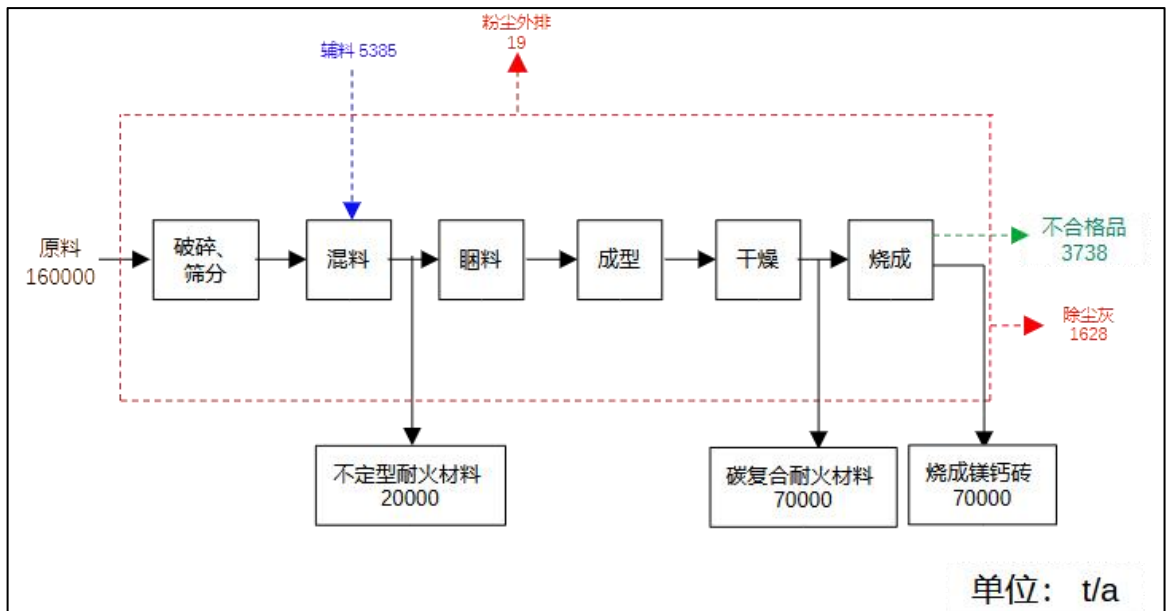 粉尘外排
19
辅料 5385
原料
160000
破碎、
筛分
混料
困料
成型
干燥
烧成
不合格品
3738
除尘灰
1628
不定型耐火材料
20000
碳复合耐火材料
70000
烧成镁钙砖
70000
单位： t/a